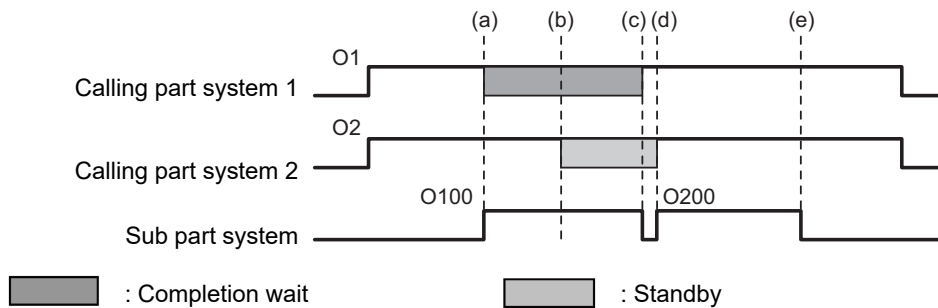 (a) (b) (c) (d) (e)
O1
Calling part system 1
O2
Calling part system 2
O100 O200
Sub part system
: Completion wait : Standby